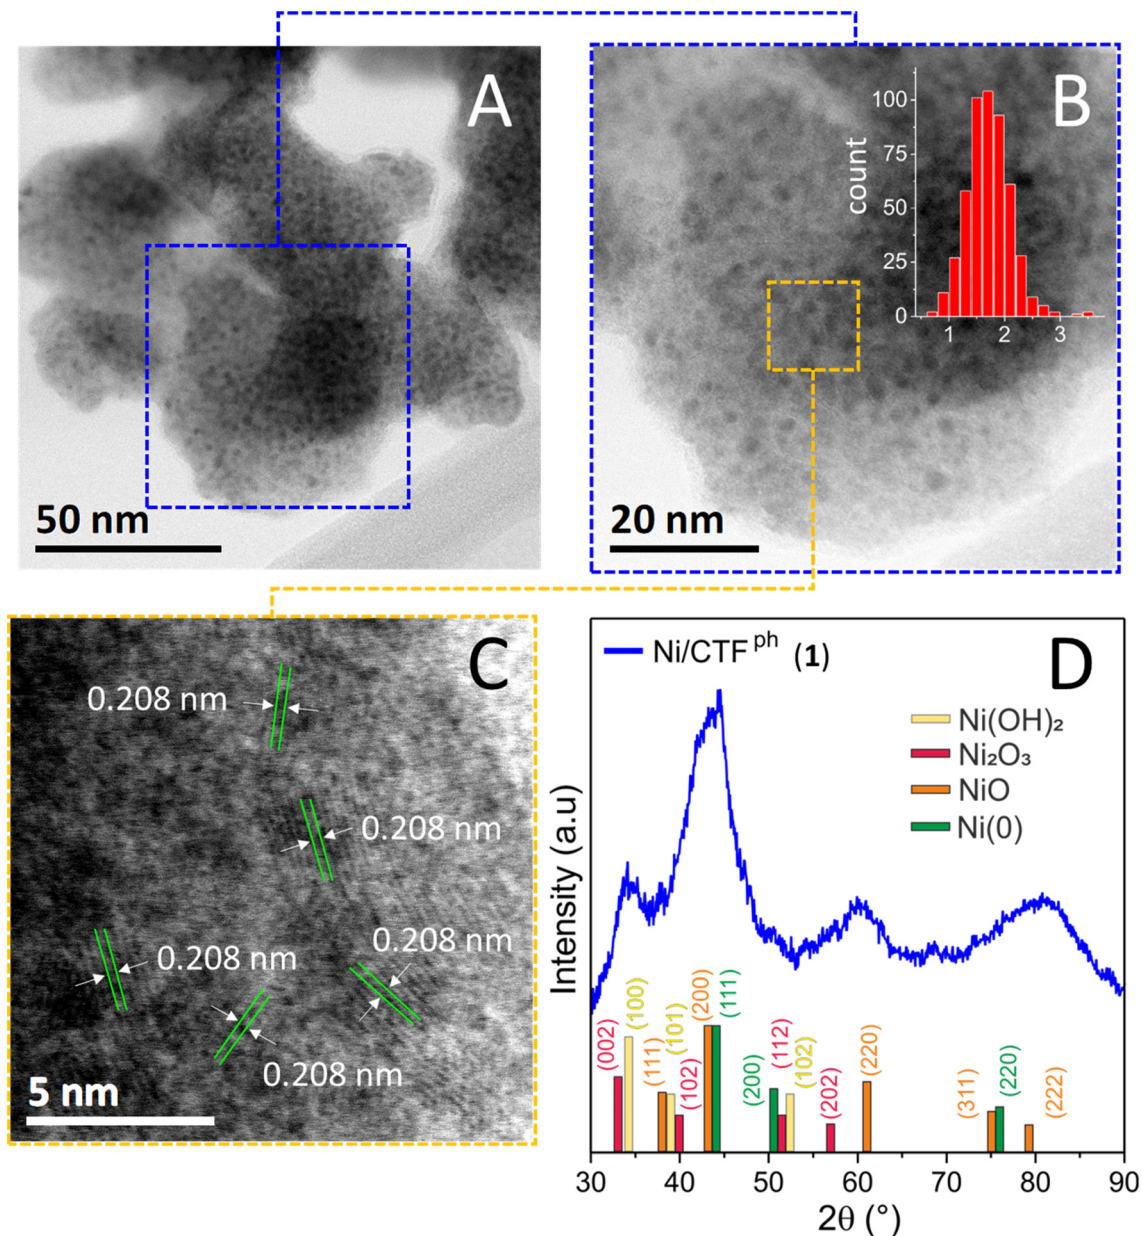 A
50 nm
B
count
100
75
50
25
0
1
2
3
20 nm
C
0.208 nm
0.208 nm
0.208 nm
0.208 nm
0.208 nm
5 nm
D
Ni/CTF ph (1)
Ni(OH)₂
Ni₂O₃
NiO
Ni(0)
Intensity (a.u)
(002)
(100)
(111)
(101)
(102)
(200)
(111)
(200)
(112)
(102)
(202)
(220)
(311)
(220)
(222)
30 40 50 60 70 80 90
2θ (°)